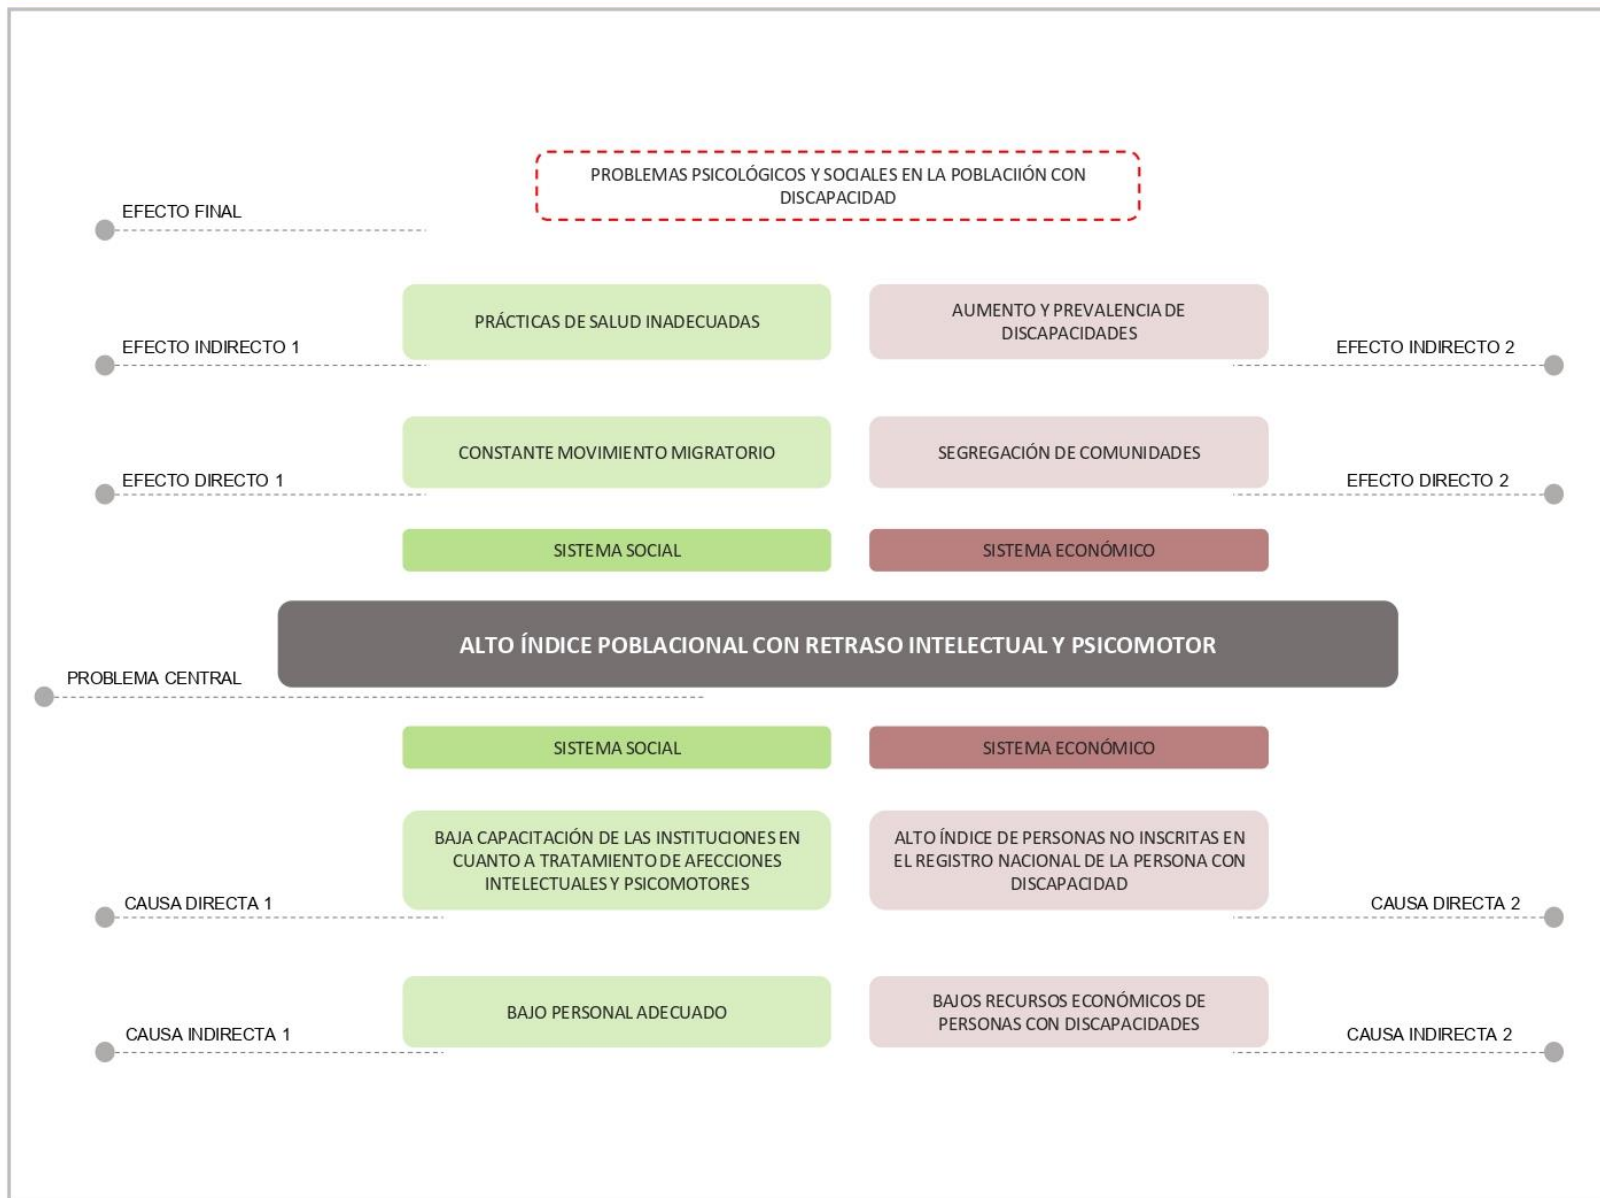 PROBLEMAS PSICOLÓGICOS Y SOCIALES EN LA POBLACIIÓN CON
DISCAPACIDAD
EFECTO FINAL
PRÁCTICAS DE SALUD INADECUADAS
AUMENTO Y PREVALENCIA DE
DISCAPACIDADES
EFECTO INDIRECTO 1
EFECTO INDIRECTO 2
CONSTANTE MOVIMIENTO MIGRATORIO
SEGREGACIÓN DE COMUNIDADES
EFECTO DIRECTO 1
EFECTO DIRECTO 2
SISTEMA SOCIAL
SISTEMA ECONÓMICO
ALTO ÍNDICE POBLACIONAL CON RETRASO INTELECTUAL Y PSICOMOTOR
PROBLEMA CENTRAL
SISTEMA SOCIAL
SISTEMA ECONÓMICO
BAJA CAPACITACIÓN DE LAS INSTITUCIONES EN
CUANTO A TRATAMIENTO DE AFECCIONES
INTELECTUALES Y PSICOMOTORES
ALTO ÍNDICE DE PERSONAS NO INSCRITAS EN
EL REGISTRO NACIONAL DE LA PERSONA CON
DISCAPACIDAD
CAUSA DIRECTA 1
CAUSA DIRECTA 2
BAJO PERSONAL ADECUADO
BAJOS RECURSOS ECONÓMICOS DE
PERSONAS CON DISCAPACIDADES
CAUSA INDIRECTA 1
CAUSA INDIRECTA 2